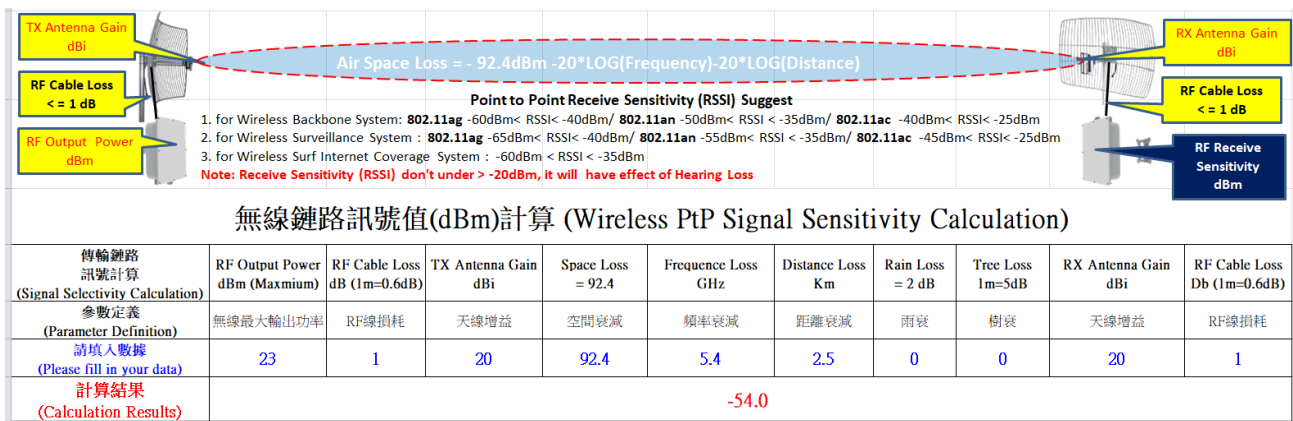 TX Antenna Gain
dBi
RX Antenna Gain
dBi
Air Space Loss = - 92.4dBm -20*LOG(Frequency)-20*LOG(Distance)
RF Cable Loss
< = 1 dB
RF Cable Loss
< = 1 dB
Point to Point Receive Sensitivity (RSSI) Suggest
1. for Wireless Backbone System: 802.11ag -60dBm< RSSI< -40dBm/ 802.11an -50dBm< RSSI < -35dBm/ 802.11ac -40dBm< RSSI< -25dBm
2. for Wireless Surveillance System : 802.11ag -65dBm< RSSI< -40dBm/ 802.11an -55dBm< RSSI < -35dBm/ 802.11ac -45dBm< RSSI< -25dBm
3. for Wireless Surf Internet Coverage System : -60dBm < RSSI < -35dBm
Note: Receive Sensitivity (RSSI) don't under > -20dBm, it will have effect of Hearing Loss
RF Output Power
dBm
RF Receive
Sensitivity
dBm
無線鏈路訊號值(dBm)計算 (Wireless PtP Signal Sensitivity Calculation)
傳輸鏈路
訊號計算
(Signal Selectivity Calculation)
RF Output Power
dBm (Maxmium)
RF Cable Loss
dB (1m=0.6dB)
TX Antenna Gain
dBi
Space Loss
= 92.4
Frequence Loss
GHz
Distance Loss
Km
Rain Loss
= 2 dB
Tree Loss
1m=5dB
RX Antenna Gain
dBi
RF Cable Loss
Db (1m=0.6dB)
參數定義
(Parameter Definition)
無線最大輸出功率
RF線損耗
天線增益
空間衰減
頻率衰減
距離衰減
雨衰
樹衰
天線增益
RF線損耗
請填入數據
(Please fill in your data)
23
1
20
92.4
5.4
2.5
0
0
20
1
計算結果
(Calculation Results)
-54.0